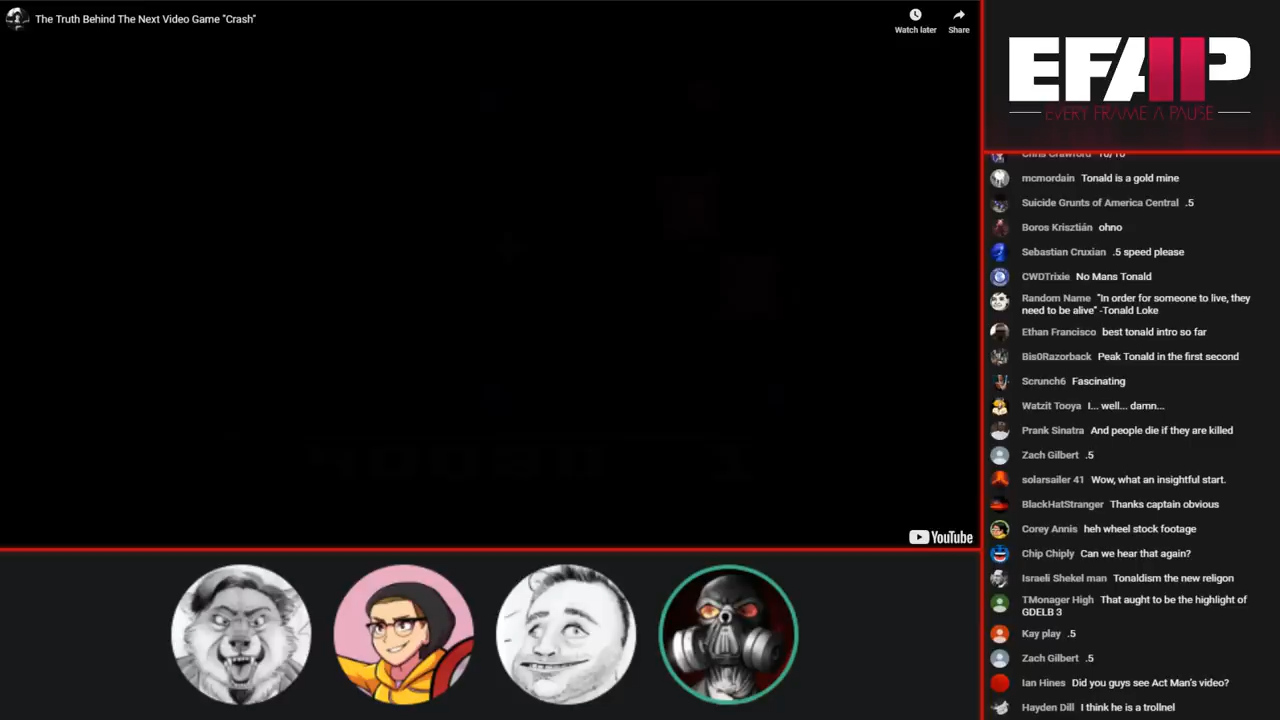 The Truth Behind The Next Video Game "Crash"
Watch later
Share
YouTube
EFAP
EVERY FRAME A PAUSE
Chris Crawford 10/10
mcmordain Tonald is a gold mine
Suicide Grunts of America Central .5
Boros Krisztián ohno
Sebastian Cruxian .5 speed please
CWDTrixie No Mans Tonald
Random Name "In order for someone to live, they
need to be alive" -Tonald Loke
Ethan Francisco best tonald intro so far
Bis0Razorback Peak Tonald in the first second
Scrunch6 Fascinating
Watzit Tooya I... well... damn...
Prank Sinatra And people die if they are killed
Zach Gilbert .5
solarsailer 41 Wow, what an insightful start.
BlackHatStranger Thanks captain obvious
Corey Annis heh wheel stock footage
Chip Chiply Can we hear that again?
Israeli Shekel man Tonaldism the new religon
TManager High That aught to be the highlight of
GDELB 3
Kay play .5
Zach Gilbert .5
Ian Hines Did you guys see Act Man's video?
Hayden Dill I think he is a trollnel